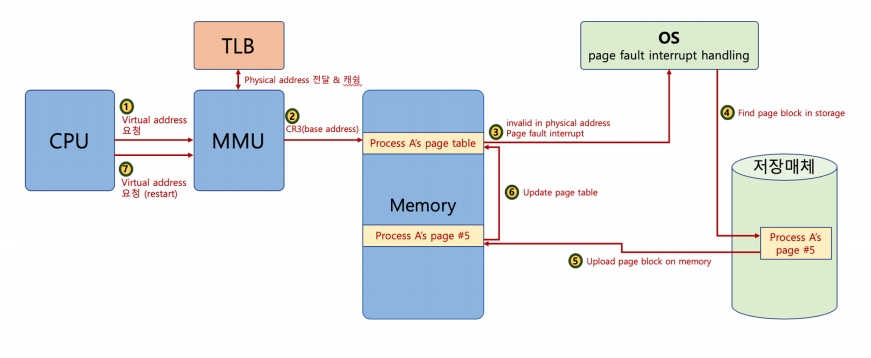 TLB
OS
page fault interrupt handling
Physical address 전달 & 캐슁
1
Virtual address
요청
2
CR3(base address)
CPU
MMU
Process A's page table
3
invalid in physical address
Page fault interrupt
4
Find page block in storage
저장매체
7
Virtual address
요청 (restart)
Memory
6
Update page table
Process A's page #5
Process A's
page #5
5
Upload page block on memory